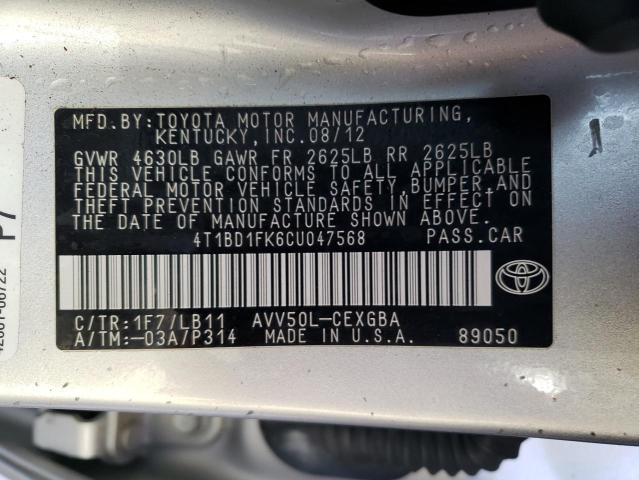 MFD. BY: TOYOTA MOTOR MANUFACTURING,
KENTUCKY, INC. 08/12
GVWR 4630LB GAWR FR 2625LB RR 2625LB
THIS VEHICLE CONFORMS TO ALL APPLICABLE
FEDERAL MOTOR VEHICLE SAFETY, BUMPER, AND
THEFT PREVENTION STANDARDS IN EFFECT ON
THE DATE OF MANUFACTURE SHOWN ABOVE.
4T1BD1FK6CU047568 PASS. CAR
C/TR: 1F7/LB11 AVV50L-CEXGBA
A/TM: -03A/P314 MADE IN U.S.A. 89050
P7